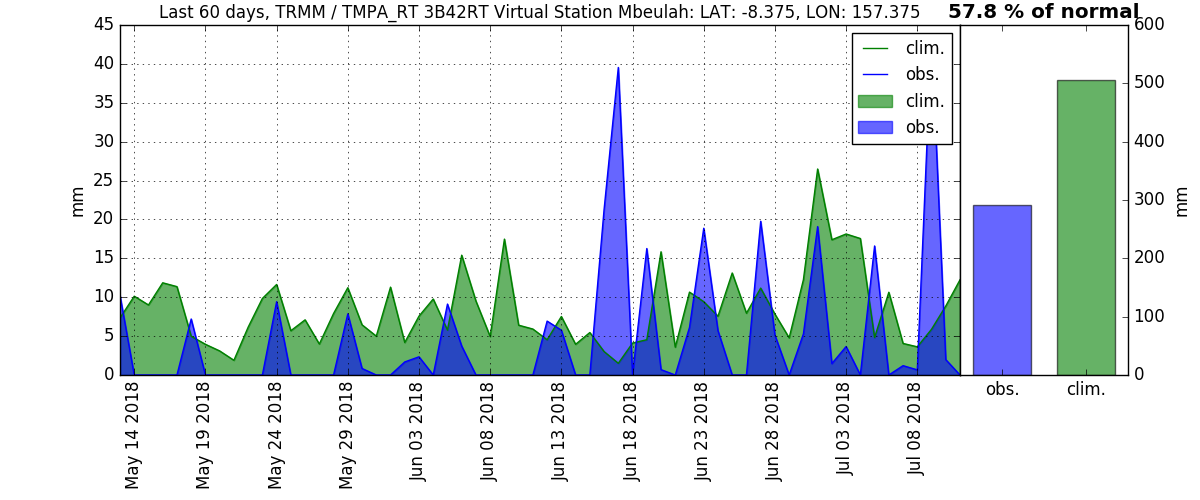 Last 60 days, TRMM / TMPA_RT 3B42RT Virtual Station Mbeulah: LAT: -8.375, LON: 157.375
57.8 % of normal
45
40
35
30
25
20
15
10
5
0
mm
clim.
obs.
clim.
obs.
May 14 2018
May 19 2018
May 24 2018
May 29 2018
Jun 03 2018
Jun 08 2018
Jun 13 2018
Jun 18 2018
Jun 23 2018
Jun 28 2018
Jul 03 2018
Jul 08 2018
600
500
400
300
200
100
0
mm
obs.
clim.